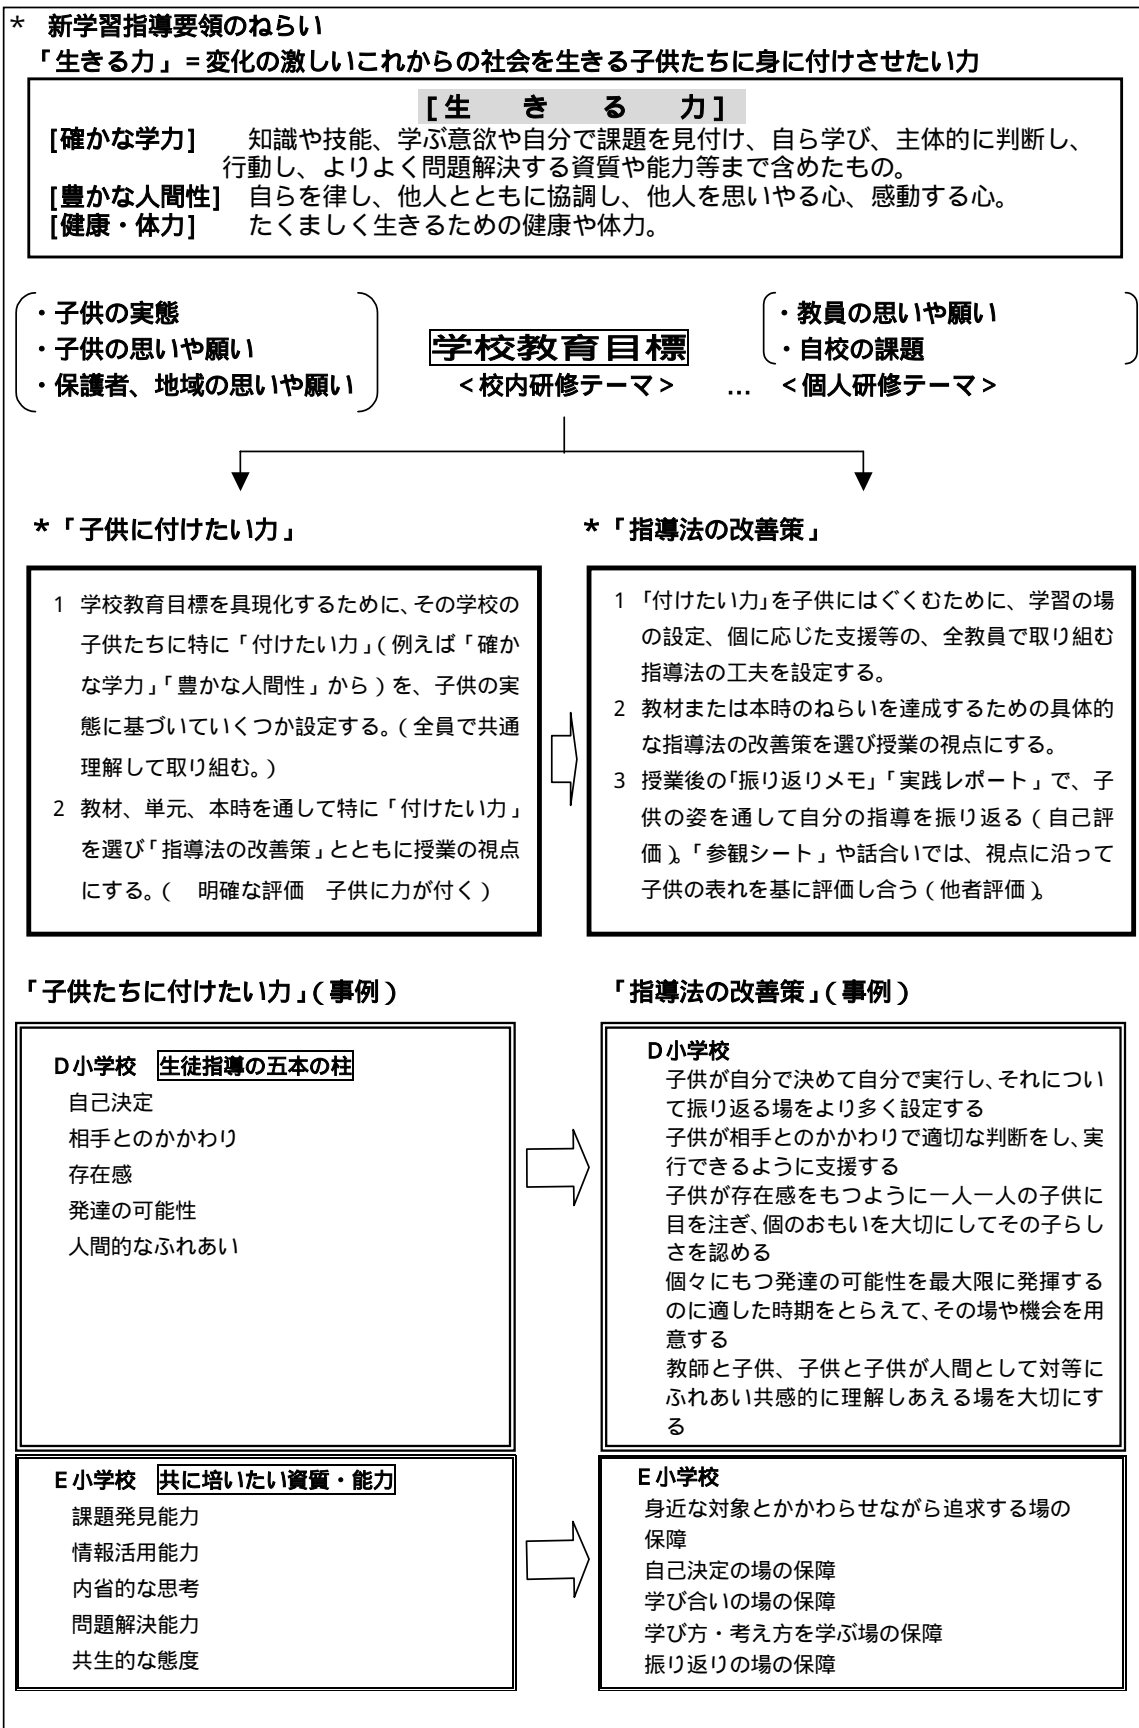 * 新学習指導要領のねらい
「生きる力」=変化の激しいこれからの社会を生きる子供たちに身に付けさせたい力
[生 き る 力]
[確かな学力] 知識や技能、学ぶ意欲や自分で課題を見付け、自ら学び、主体的に判断し、
行動し、よりよく問題解決する資質や能力等まで含めたもの。
[豊かな人間性] 自らを律し、他人とともに協調し、他人を思いやる心、感動する心。
[健康・体力] たくましく生きるための健康や体力。
・子供の実態
・子供の思いや願い
・保護者、地域の思いや願い
学校教育目標
<校内研修テーマ> … <個人研修テーマ>
・教員の思いや願い
・自校の課題
*「子供に付けたい力」
1 学校教育目標を具現化するために、その学校の
子供たちに特に「付けたい力」(例えば「確か
な学力」「豊かな人間性」から)を、子供の実
態に基づいていくつか設定する。(全員で共通
理解して取り組む。)
2 教材、単元、本時を通して特に「付けたい力」
を選び「指導法の改善策」とともに授業の視点
にする。( 明確な評価 子供に力が付く)
*「指導法の改善策」
1 「付けたい力」を子供にはぐくむために、学習の場
の設定、個に応じた支援等の、全教員で取り組む
指導法の工夫を設定する。
2 教材または本時のねらいを達成するための具体的
な指導法の改善策を選び授業の視点にする。
3 授業後の「振り返りメモ」「実践レポート」で、子
供の姿を通して自分の指導を振り返る(自己評
価)。「参観シート」や話合いでは、視点に沿って
子供の表れを基に評価し合う(他者評価)。
「子供たちに付けたい力」(事例)
D小学校 生徒指導の五本の柱
自己決定
相手とのかかわり
存在感
発達の可能性
人間的なふれあい
「指導法の改善策」(事例)
D小学校
子供が自分で決めて自分で実行し、それについ
て振り返る場をより多く設定する
子供が相手とのかかわりで適切な判断をし、実
行できるように支援する
子供が存在感をもつように一人一人の子供に
目を注ぎ、個のおもいを大切にしてその子らし
さを認める
個々にもつ発達の可能性を最大限に発揮する
のに適した時期をとらえて、その場や機会を用
意する
教師と子供、子供と子供が人間として対等に
ふれあい共感的に理解しあえる場を大切にす
る
E小学校 共に培いたい資質・能力
課題発見能力
情報活用能力
内省的な思考
問題解決能力
共生的な態度
E小学校
身近な対象とかかわらせながら追求する場の
保障
自己決定の場の保障
学び合いの場の保障
学び方・考え方を学ぶ場の保障
振り返りの場の保障